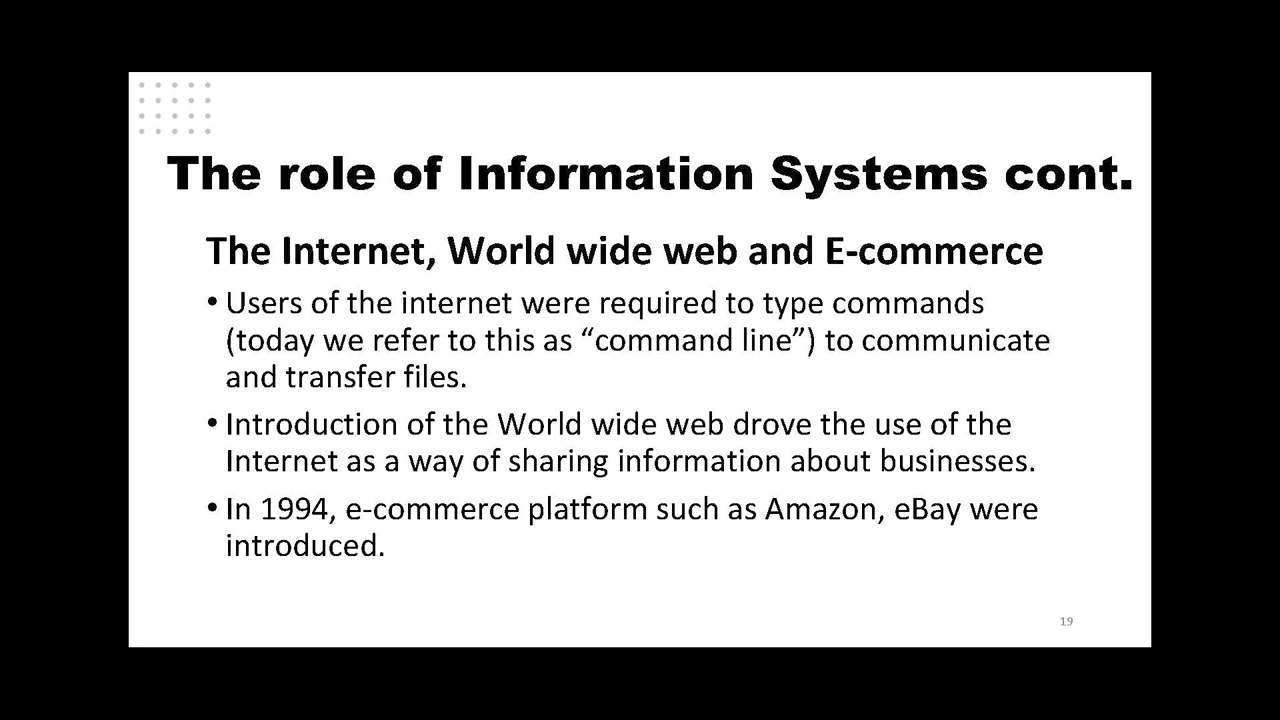 The role of Information Systems cont.
The Internet, World wide web and E-commerce
• Users of the internet were required to type commands
(today we refer to this as “command line”) to communicate
and transfer files.
• Introduction of the World wide web drove the use of the
Internet as a way of sharing information about businesses.
• In 1994, e-commerce platform such as Amazon, eBay were
introduced.
19